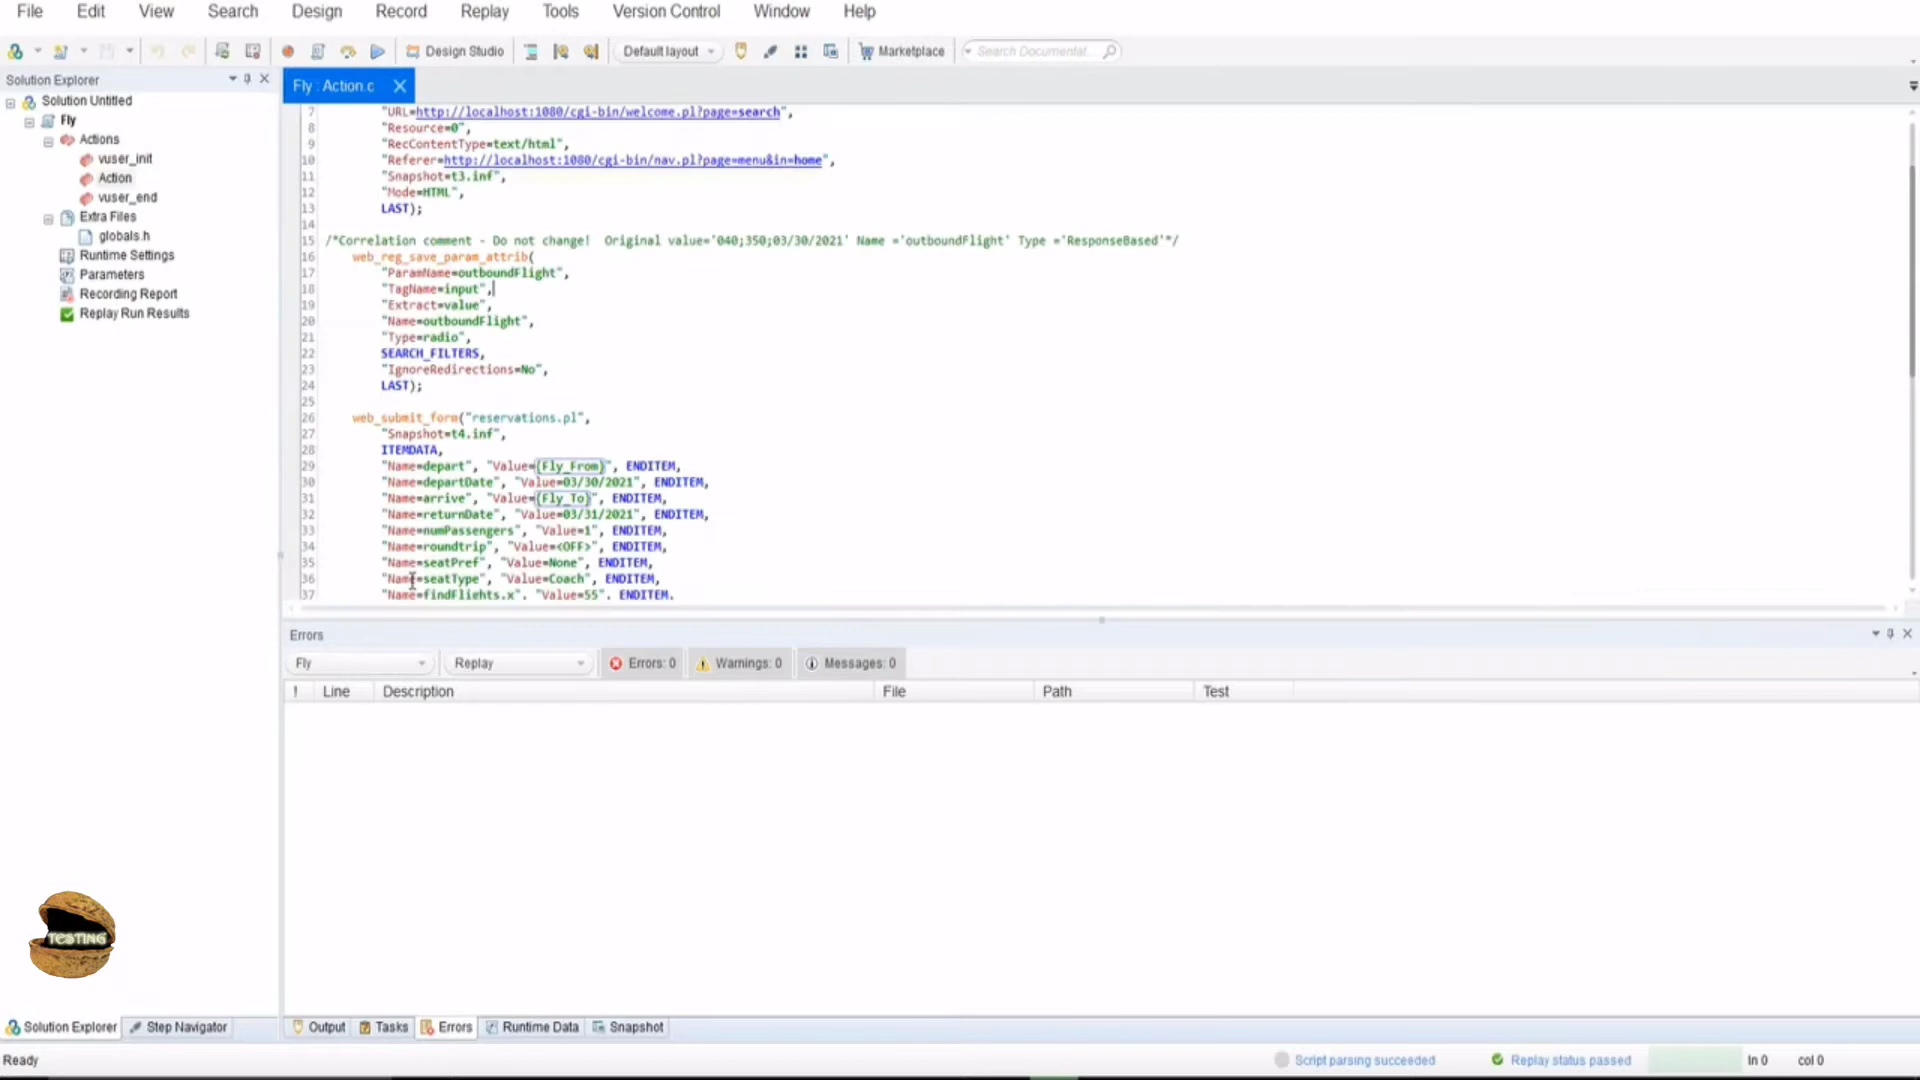 File Edit View Search Design Record Replay Tools Version Control Window Help
Design Studio Default layout Marketplace Search Documentat...
Solution Explorer
Solution Untitled
Fly
Actions
vuser_init
Action
vuser_end
Extra Files
globals.h
Runtime Settings
Parameters
Recording Report
Replay Run Results
Fly : Action.c
7 "URL=http://localhost:1080/cgi-bin/welcome.pl?page=search",
8 "Resource=0",
9 "RecContentType=text/html",
10 "Referer=http://localhost:1080/cgi-bin/nav.pl?page=menu&in=home",
11 "Snapshot=t3.inf",
12 "Mode=HTML",
13 LAST);
14
15 /*Correlation comment - Do not change! Original value='040;350;03/30/2021' Name ='outboundFlight' Type ='ResponseBased'*/
16 web_reg_save_param_attrib(
17 "ParamName=outboundFlight",
18 "TagName=input",
19 "Extract=value",
20 "Name=outboundFlight",
21 "Type=radio",
22 SEARCH_FILTERS,
23 "IgnoreRedirections=No",
24 LAST);
25
26 web_submit_form("reservations.pl",
27 "Snapshot=t4.inf",
28 ITEMDATA,
29 "Name=depart", "Value={Fly_From}", ENDITEM,
30 "Name=departDate", "Value=03/30/2021", ENDITEM,
31 "Name=arrive", "Value={Fly_To}", ENDITEM,
32 "Name=returnDate", "Value=03/31/2021", ENDITEM,
33 "Name=numPassengers", "Value=1", ENDITEM,
34 "Name=roundtrip", "Value=<OFF>", ENDITEM,
35 "Name=seatPref", "Value=None", ENDITEM,
36 "Name=seatType", "Value=Coach", ENDITEM,
37 "Name=findFlights.x", "Value=55", ENDITEM,
Errors
Fly Replay Errors: 0 Warnings: 0 Messages: 0
! Line Description File Path Test
TESTING
Solution Explorer Step Navigator Output Tasks Errors Runtime Data Snapshot
Ready Script parsing succeeded Replay status passed ln 0 col 0